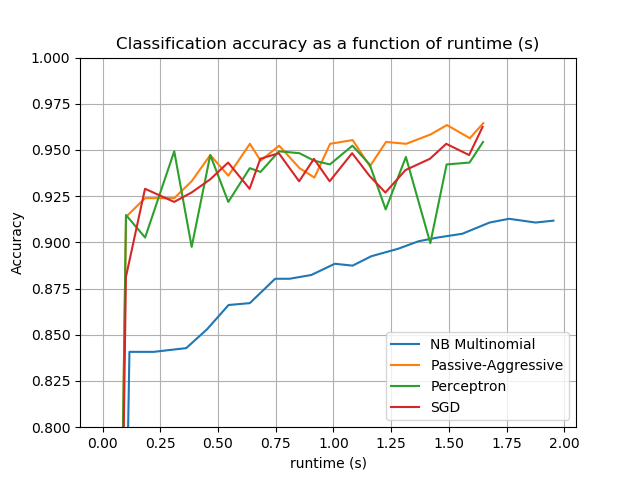 Classification accuracy as a function of runtime (s)
1.000
0.975
0.950
0.925
0.900
0.875
0.850
0.825
0.800
Accuracy
NB Multinomial
Passive-Aggressive
Perceptron
SGD
0.00 0.25 0.50 0.75 1.00 1.25 1.50 1.75 2.00
runtime (s)